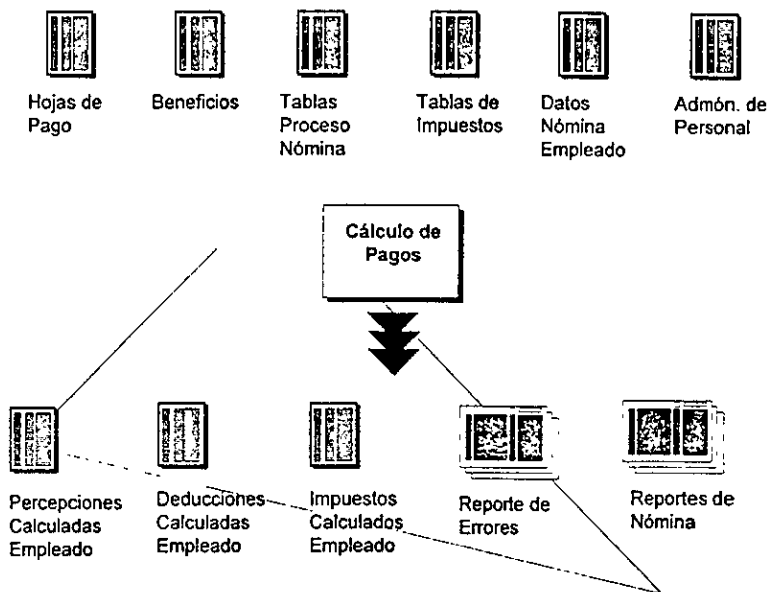 Hojas de
Pago
Beneficios
Tablas
Proceso
Nómina
Tablas de
Impuestos
Datos
Nómina
Empleado
Admón. de
Personal
Cálculo de
Pagos
Percepciones
Calculadas
Empleado
Deducciones
Calculadas
Empleado
Impuestos
Calculados
Empleado
Reporte de
Errores
Reportes de
Nómina